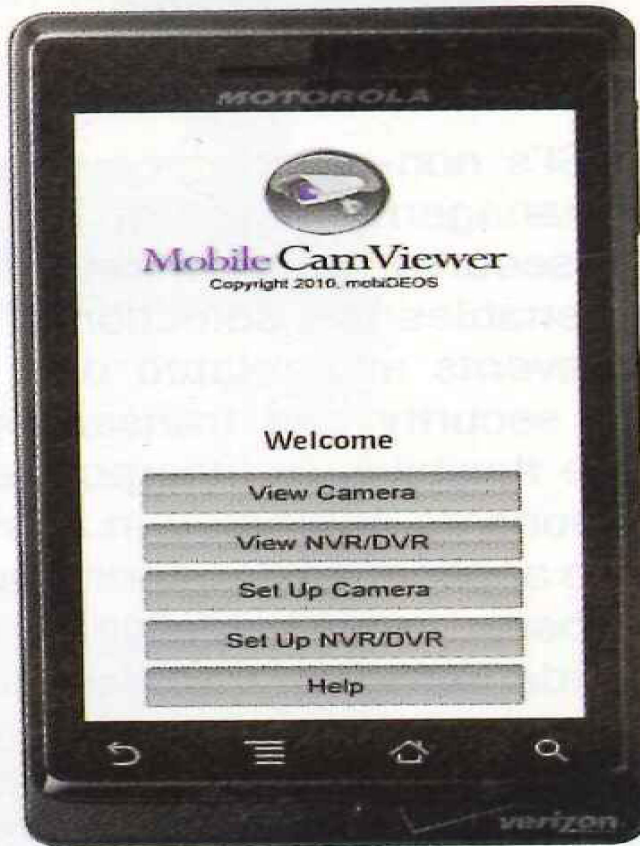 MOTOROLA
Mobile CamViewer
Copyright 2010, mobiDEOS
Welcome
View Camera
View NVR/DVR
Set Up Camera
Set Up NVR/DVR
Help
verizon